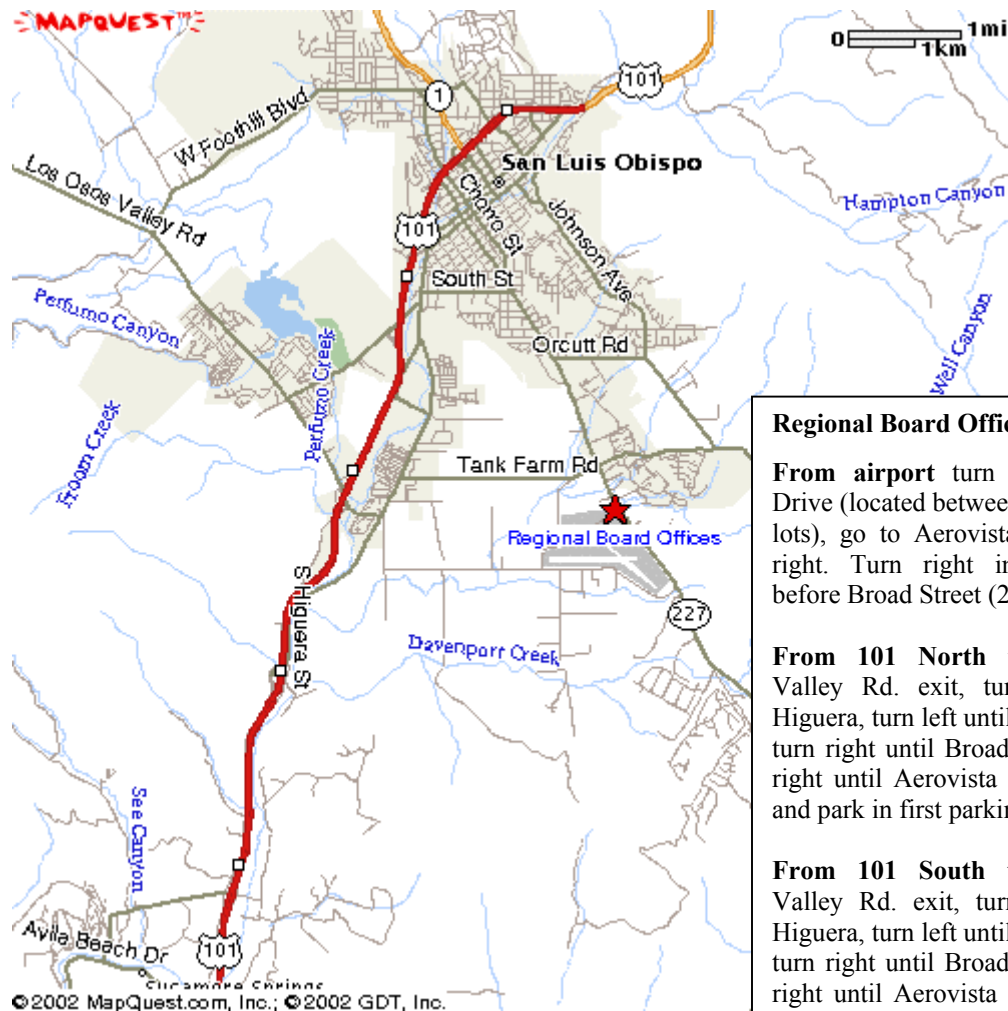 MAPQUEST
0 1mi
1km
101
1
W Foothill Blvd
San Luis Obispo
Los Osos Valley Rd
Chorro St
Johnson Ave
Hampton Canyon
101
South St
Perfumo Canyon
Perfumo Creek
Orcutt Rd
Well Canyon
Froom Creek
Tank Farm Rd
Regional Board Offices
S Higuera St
227
Davenport Creek
See Canyon
Avila Beach Dr
101
Sycamore Springs
©2002 MapQuest.com, Inc.; ©2002 GDT, Inc.
Regional Board Offic
From airport turn
Drive (located betwee
lots), go to Aerovista
right. Turn right in
before Broad Street (2
From 101 North
Valley Rd. exit, tur
Higuera, turn left until
turn right until Broad
right until Aerovista
and park in first parkin
From 101 South
Valley Rd. exit, turn
Higuera, turn left until
turn right until Broad
right until Aerovista